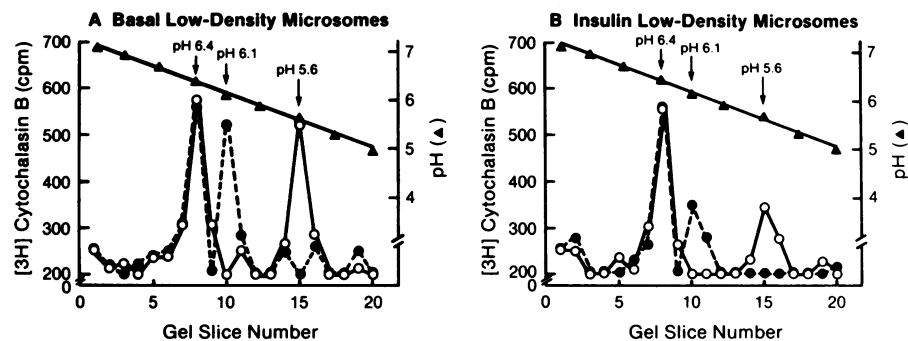 A Basal Low-Density Microsomes
[3H] Cytochalasin B (cpm)
700
600
500
400
300
200
0
pH 6.4
pH 6.1
pH 5.6
7
6
5
4
pH (▲)
0 5 10 15 20
Gel Slice Number
B Insulin Low-Density Microsomes
[3H] Cytochalasin B (cpm)
700
600
500
400
300
200
0
pH 6.4
pH 6.1
pH 5.6
7
6
5
4
pH (▲)
0 5 10 15 20
Gel Slice Number